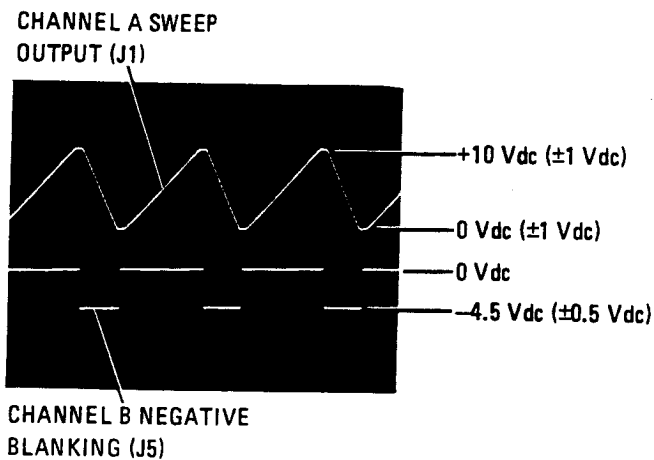 CHANNEL A SWEEP
OUTPUT (J1)
+10 Vdc (±1 Vdc)
0 Vdc (±1 Vdc)
0 Vdc
–4.5 Vdc (±0.5 Vdc)
CHANNEL B NEGATIVE
BLANKING (J5)